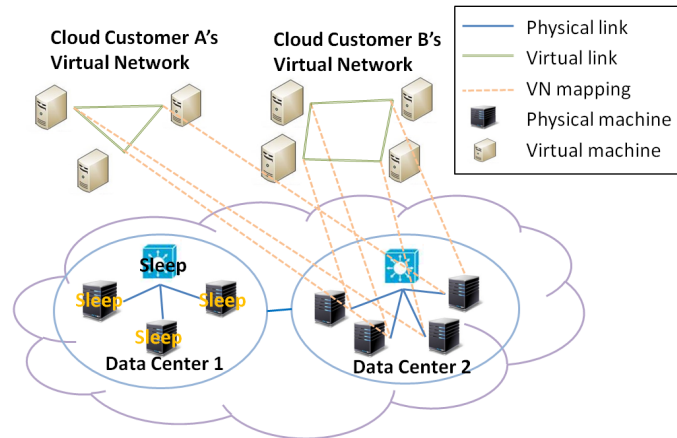 Cloud Customer A's
Virtual Network
Cloud Customer B's
Virtual Network
Physical link
Virtual link
VN mapping
Physical machine
Virtual machine
Sleep
Sleep
Sleep
Sleep
Data Center 1
Data Center 2